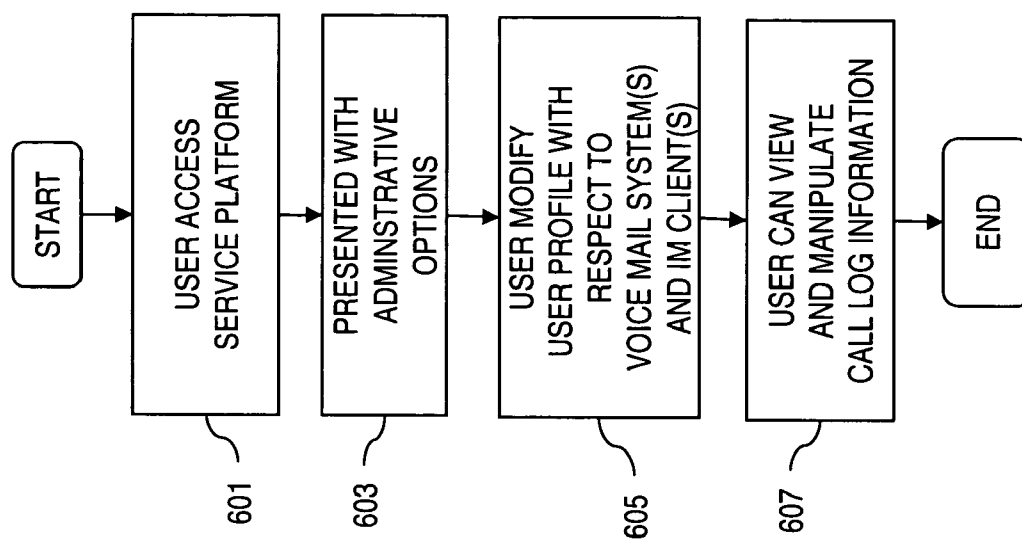 START
USER ACCESS
SERVICE PLATFORM
601
PRESENTED WITH
ADMINSTRATIVE
OPTIONS
603
USER MODIFY
USER PROFILE WITH
RESPECT TO
VOICE MAIL SYSTEM(S)
AND IM CLIENT(S)
605
USER CAN VIEW
AND MANIPULATE
CALL LOG INFORMATION
607
END